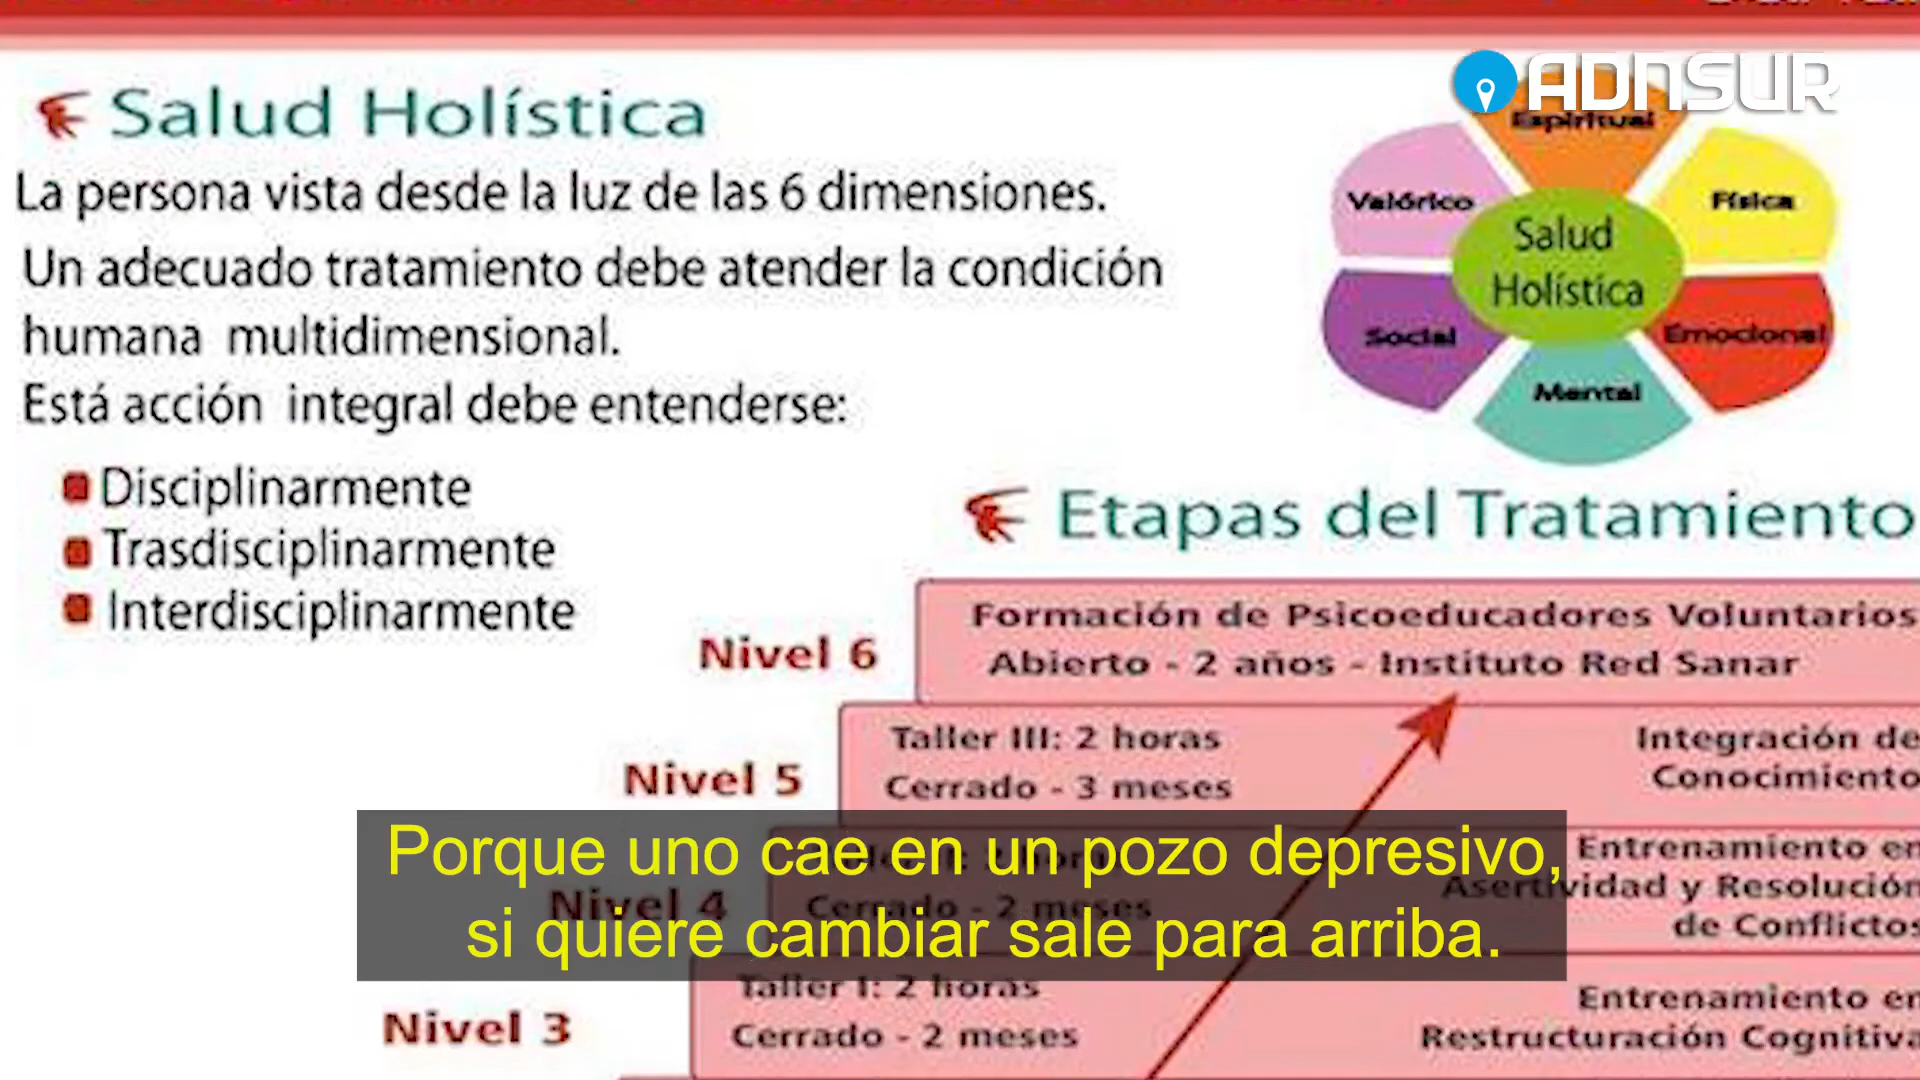 ADNSUR
Salud Holística
La persona vista desde la luz de las 6 dimensiones.
Un adecuado tratamiento debe atender la condición
humana multidimensional.
Está acción integral debe entenderse:
Disciplinarmente
Trasdisciplinarmente
Interdisciplinarmente
Espiritual
Valórico
Física
Salud
Holística
Social
Emocional
Mental
Etapas del Tratamiento
Nivel 6
Formación de Psicoeducadores Voluntarios
Abierto - 2 años - Instituto Red Sanar
Nivel 5
Taller III: 2 horas
Cerrado - 3 meses
Integración de
Conocimiento
Nivel 4
Cerrado - 2 meses
Entrenamiento en
Asertividad y Resolución
de Conflictos
Porque uno cae en un pozo depresivo,
si quiere cambiar sale para arriba.
Nivel 3
Taller I: 2 horas
Cerrado - 2 meses
Entrenamiento en
Restructuración Cognitiva